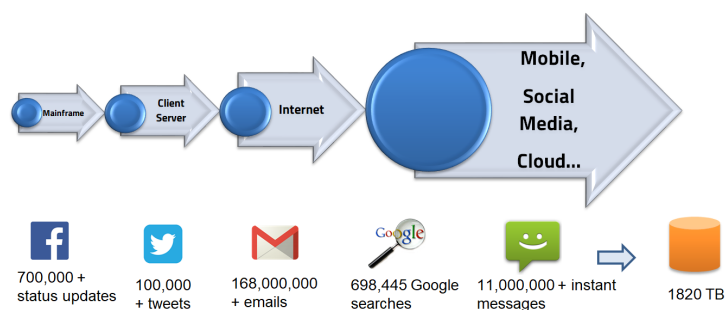 Mainframe
Client
Server
Internet
Mobile,
Social
Media,
Cloud...
f
Google
700,000 +
status updates
100,000
+ tweets
168,000,000
+ emails
698,445 Google
searches
11,000,000 + instant
messages
1820 TB